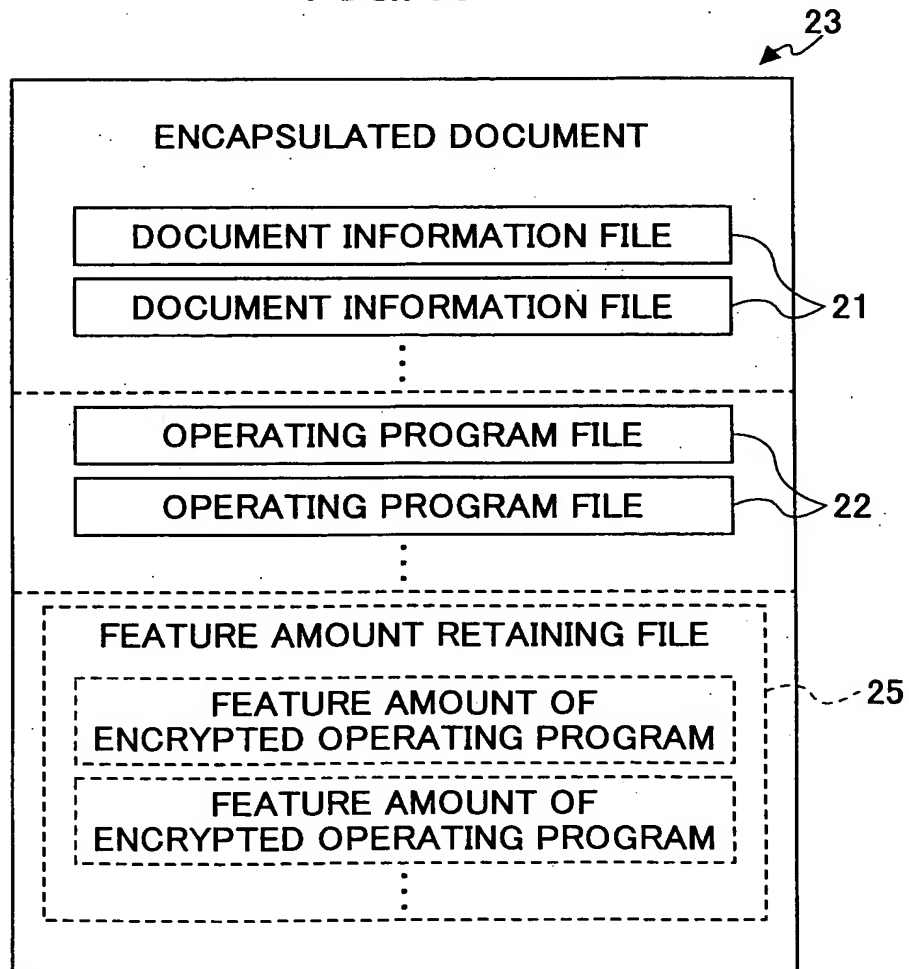 23
ENCAPSULATED DOCUMENT
DOCUMENT INFORMATION FILE
DOCUMENT INFORMATION FILE
21
OPERATING PROGRAM FILE
OPERATING PROGRAM FILE
22
FEATURE AMOUNT RETAINING FILE
FEATURE AMOUNT OF
ENCRYPTED OPERATING PROGRAM
25
FEATURE AMOUNT OF
ENCRYPTED OPERATING PROGRAM